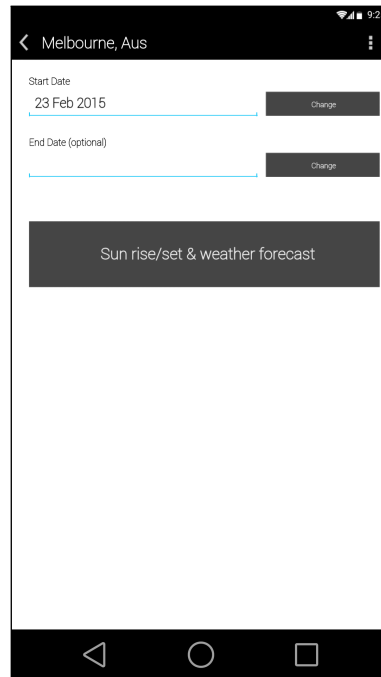 9:2
Melbourne, Aus
Start Date
23 Feb 2015
Change
End Date (optional)
Change
Sun rise/set & weather forecast